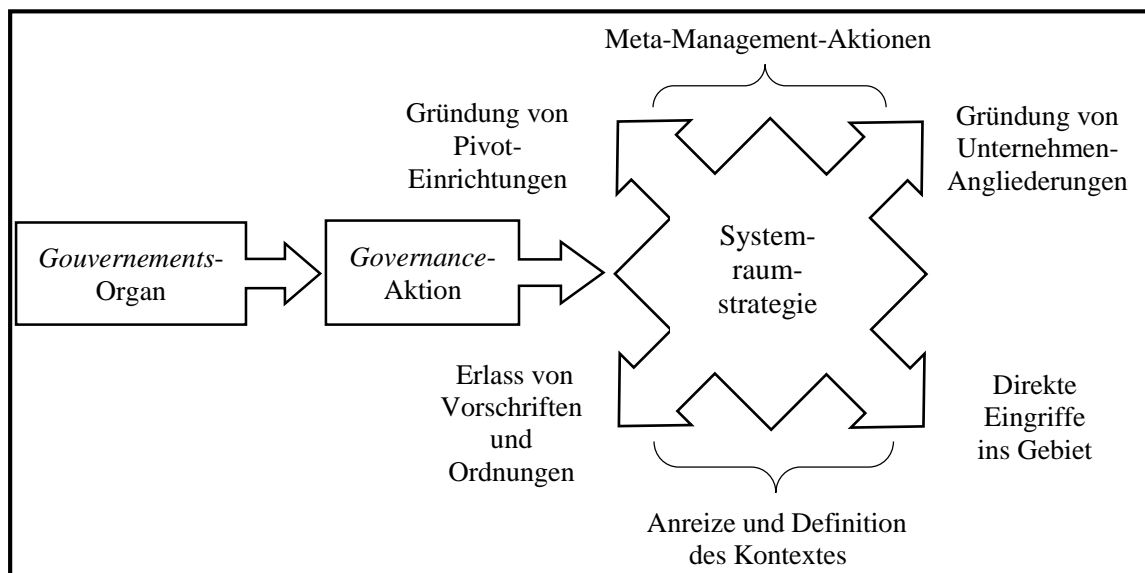 Meta-Management-Aktionen
Gründung von
Pivot-
Einrichtungen
Gründung von
Unternehmen-
Angliederungen
Gouvernements-
Organ
Governance-
Aktion
System-
raum-
strategie
Erlass von
Vorschriften
und
Ordnungen
Direkte
Eingriffe
ins Gebiet
Anreize und Definition
des Kontextes